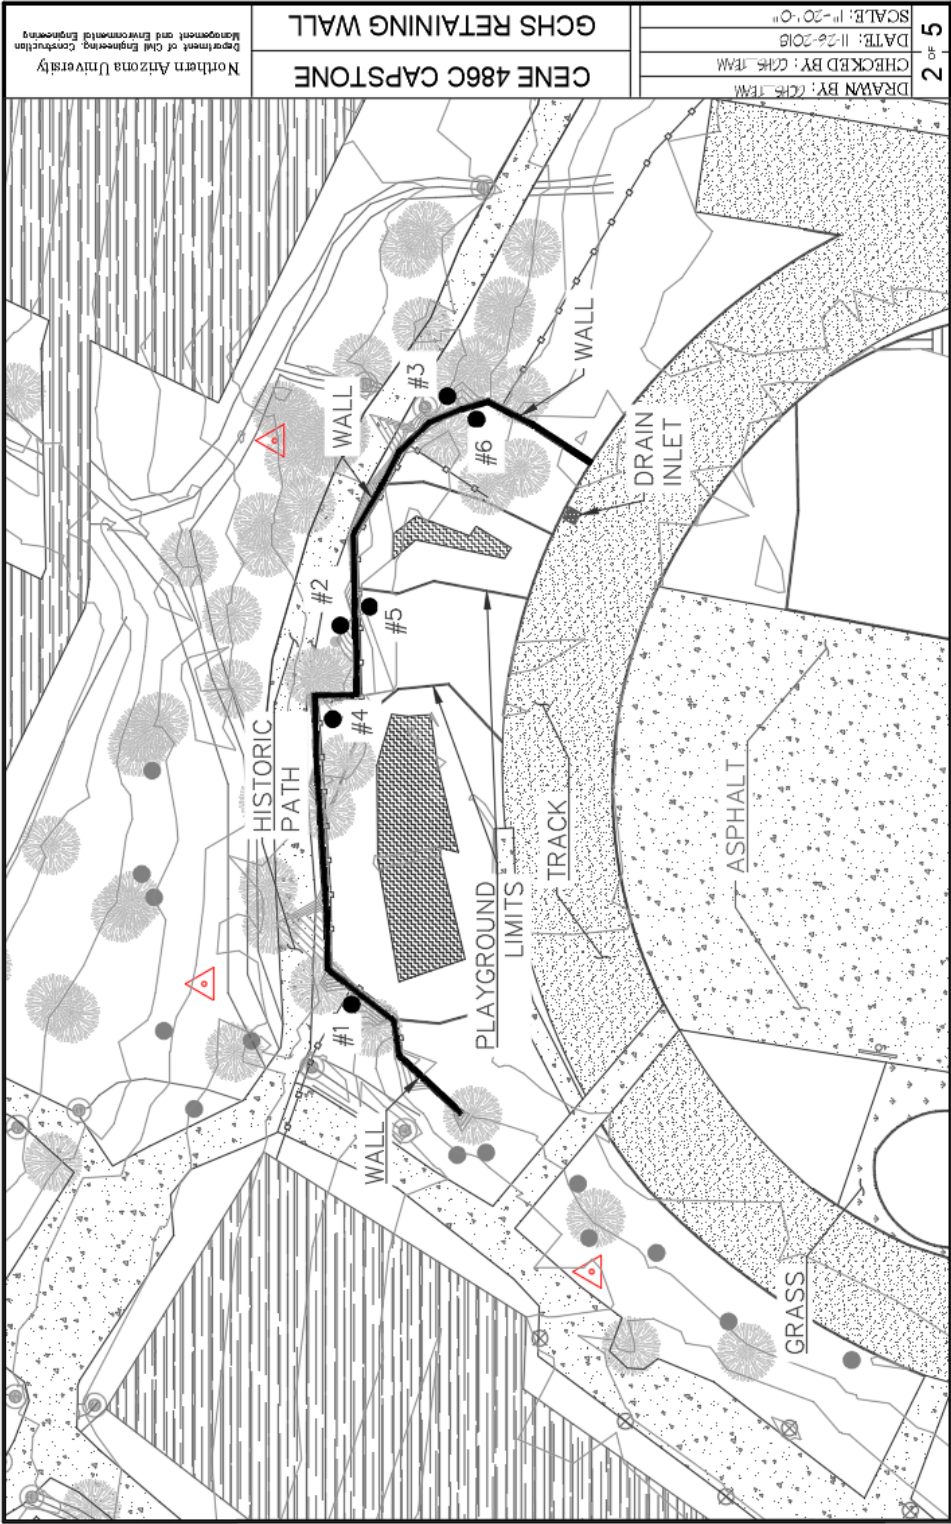 Northern Arizona University
Department of Civil Engineering, Construction
Management and Environmental Engineering
CENE 486C CAPSTONE
GCHS RETAINING WALL
DRAWN BY: GCHS TEAM
CHECKED BY: GCHS TEAM
DATE: 11-26-2018
SCALE: 1"-20'-0"
2 OF 5
WALL
#1
HISTORIC
PATH
#4
#2
#5
WALL
#3
#6
WALL
DRAIN
INLET
PLAYGROUND
LIMITS
TRACK
ASPHALT
GRASS